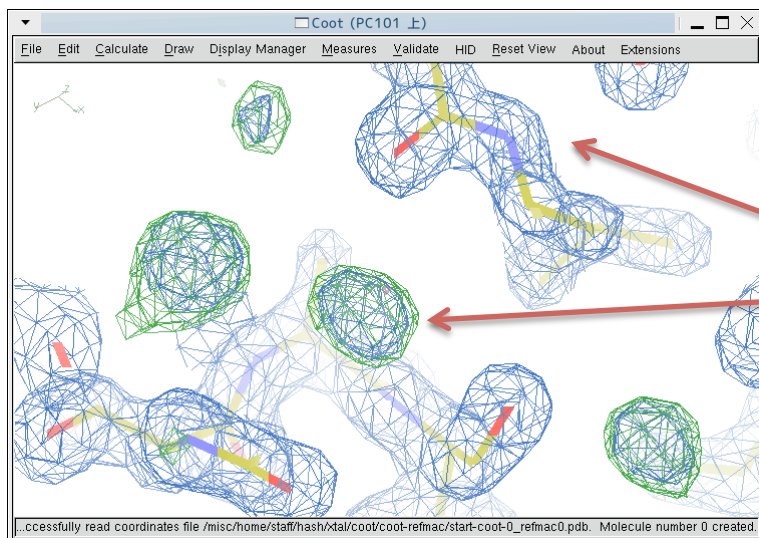 Coot (PC101 上)
File Edit Calculate Draw Display Manager Measures Validate HID Reset View About Extensions
z
y x
...ccessfully read coordinates file /misc/home/staff/hash/xtal/coot/coot-refmac/start-coot-0_refmac0.pdb. Molecule number 0 created.